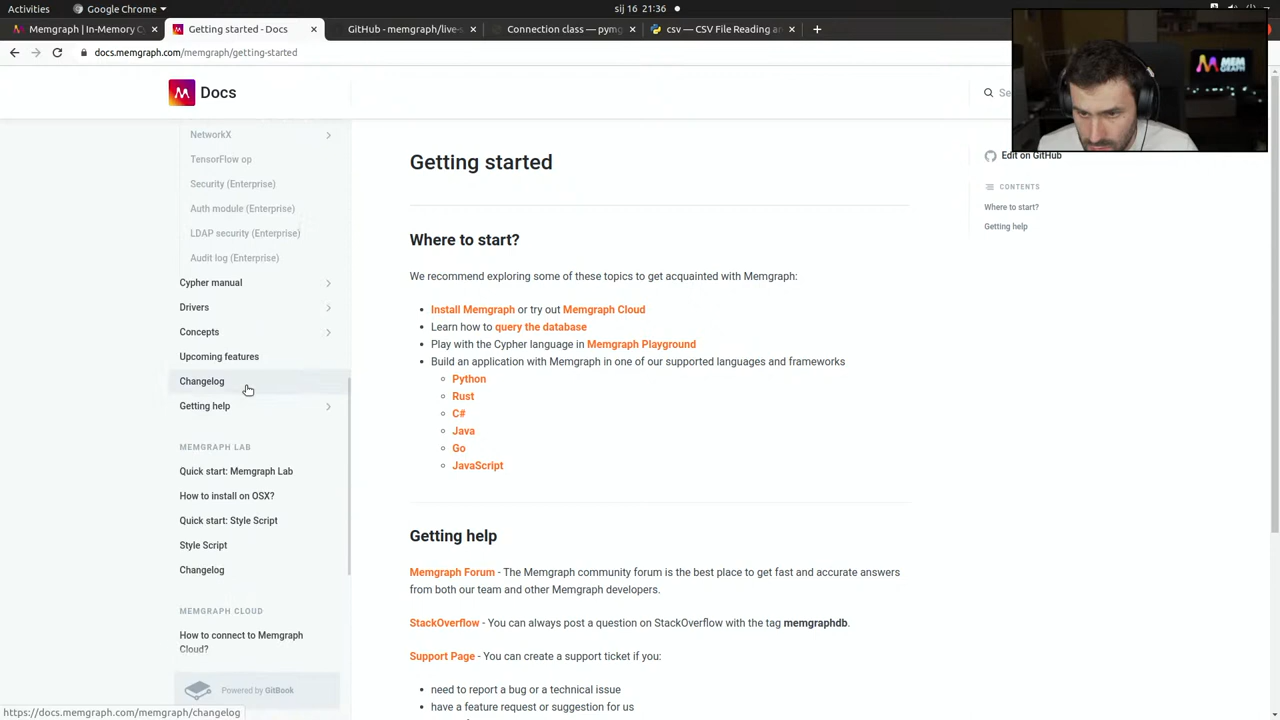 Activities
Google Chrome
sij 16 21:36
Memgraph | In-Memory C
Getting started - Docs
GitHub - memgraph/live-s
Connection class — pymg
csv — CSV File Reading an
docs.memgraph.com/memgraph/getting-started
Docs
Se
MEM
NetworkX
TensorFlow op
Security (Enterprise)
Auth module (Enterprise)
LDAP security (Enterprise)
Audit log (Enterprise)
Cypher manual
Drivers
Concepts
Upcoming features
Changelog
Getting help
MEMGRAPH LAB
Quick start: Memgraph Lab
How to install on OSX?
Quick start: Style Script
Style Script
Changelog
MEMGRAPH CLOUD
How to connect to Memgraph
Cloud?
Powered by GitBook
https://docs.memgraph.com/memgraph/changelog
Getting started
Where to start?
We recommend exploring some of these topics to get acquainted with Memgraph:
• Install Memgraph or try out Memgraph Cloud
• Learn how to query the database
• Play with the Cypher language in Memgraph Playground
• Build an application with Memgraph in one of our supported languages and frameworks
◦ Python
◦ Rust
◦ C#
◦ Java
◦ Go
◦ JavaScript
Getting help
Memgraph Forum - The Memgraph community forum is the best place to get fast and accurate answers
from both our team and other Memgraph developers.
StackOverflow - You can always post a question on StackOverflow with the tag memgraphdb.
Support Page - You can create a support ticket if you:
• need to report a bug or a technical issue
• have a feature request or suggestion for us
Edit on GitHub
CONTENTS
Where to start?
Getting help